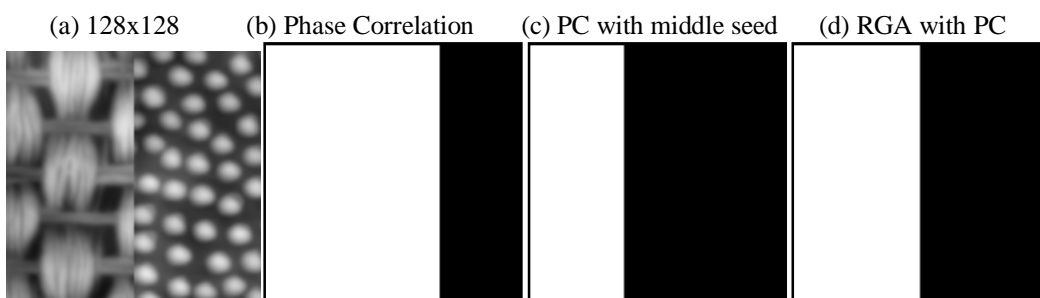 (a) 128x128 (b) Phase Correlation (c) PC with middle seed (d) RGA with PC